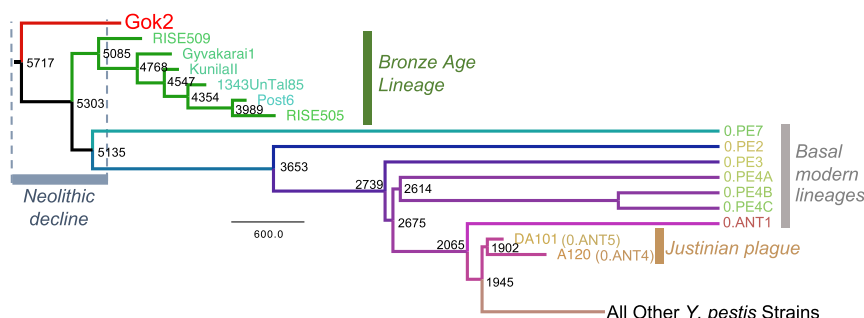 Gok2
RISE509
5717
5085
Gyvakarai1
4768
KunilaII
Bronze Age
Lineage
4547
1343UnTal85
4354
Post6
5303
3989
RISE505
0.PE7
5135
0.PE2
3653
0.PE3
2739
2614
0.PE4A
0.PE4B
0.PE4C
Basal
modern
lineages
Neolithic
decline
600.0
2675
0.ANT1
2065
DA101 (0.ANT5)
1902
A120 (0.ANT4)
Justinian plague
1945
All Other Y. pestis Strains